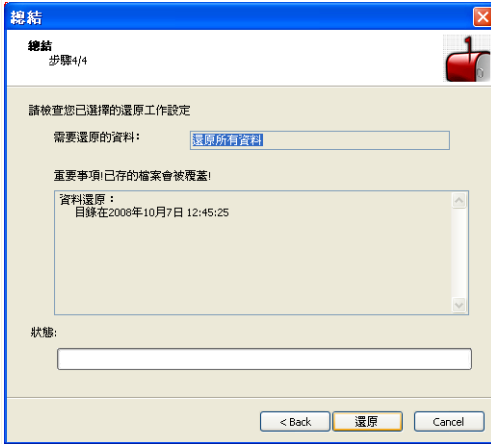 總結
總結
步驟4/4
請檢查您已選擇的還原工作設定
需要還原的資料:
還原所有資料
重要事項!已存的檔案會被覆蓋!
資料還原:
目錄在2008年10月7日 12:45:25
狀態:
< Back
還原
Cancel